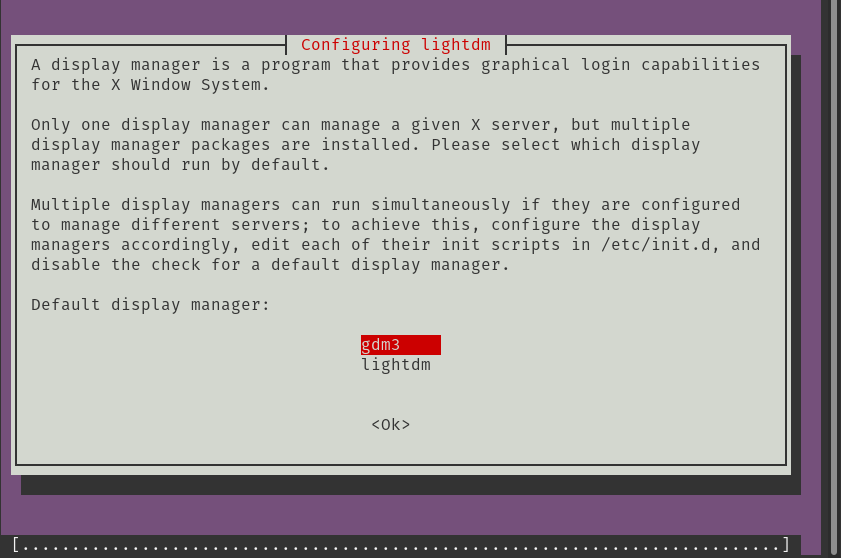 Configuring lightdm
A display manager is a program that provides graphical login capabilities
for the X Window System.
Only one display manager can manage a given X server, but multiple
display manager packages are installed. Please select which display
manager should run by default.
Multiple display managers can run simultaneously if they are configured
to manage different servers; to achieve this, configure the display
managers accordingly, edit each of their init scripts in /etc/init.d, and
disable the check for a default display manager.
Default display manager:
gdm3
lightdm
<Ok>
[............................................................................]